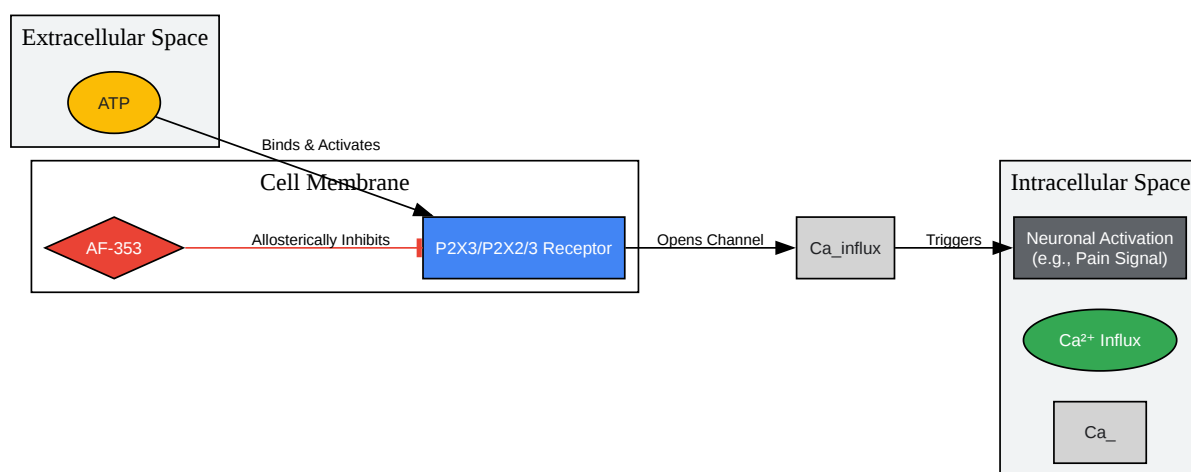 Extracellular Space
ATP
Binds & Activates
Cell Membrane
AF-353
Allosterically Inhibits
P2X3/P2X2/3 Receptor
Opens Channel
Ca_influx
Triggers
Intracellular Space
Neuronal Activation
(e.g., Pain Signal)
Ca²⁺ Influx
Ca_